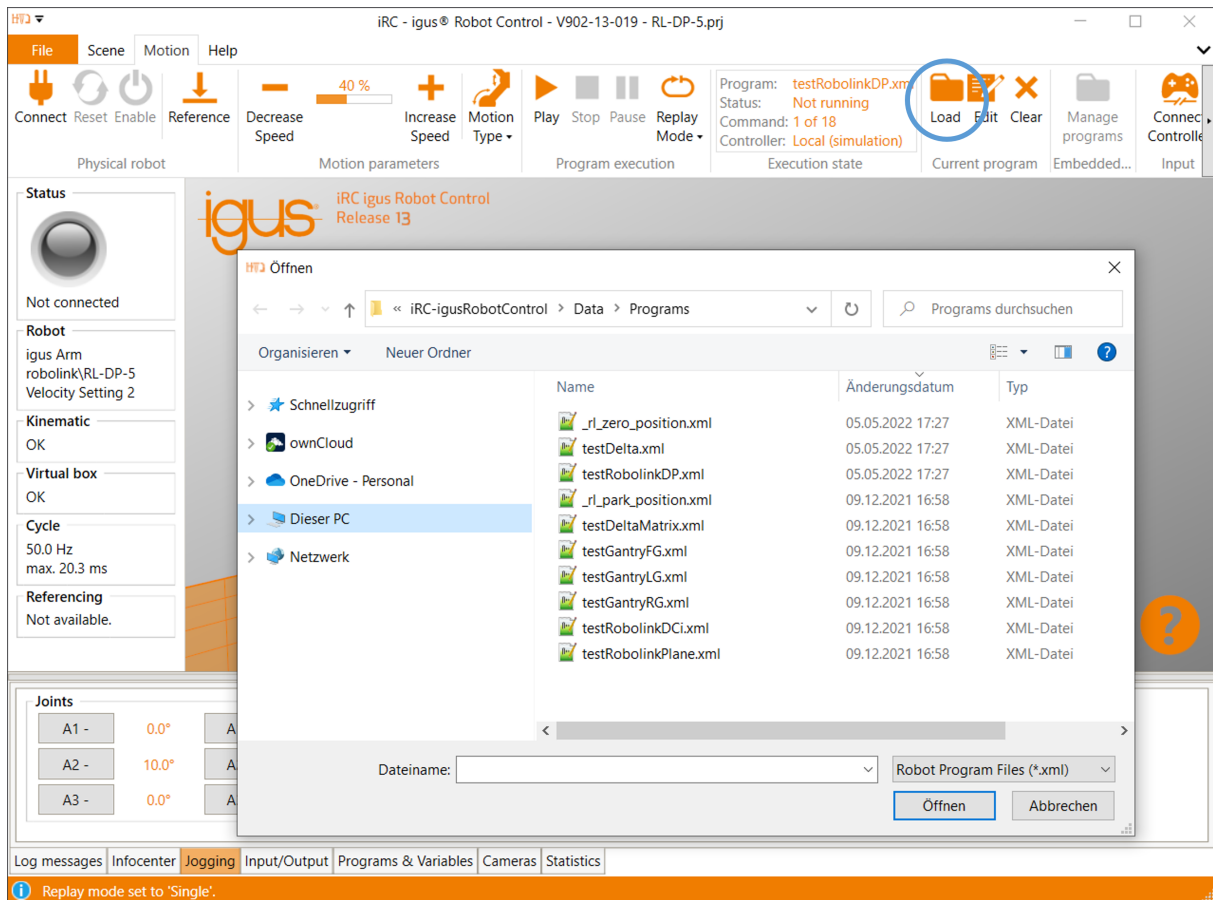 iRC - igus® Robot Control - V902-13-019 - RL-DP-5.prj
File Scene Motion Help
Connect Reset Enable Reference
Physical robot
Decrease Speed
40 %
Increase Speed
Motion Type
Motion parameters
Play Stop Pause Replay Mode
Program execution
Program: testRobolinkDP.xml
Status: Not running
Command: 1 of 18
Controller: Local (simulation)
Execution state
Load Edit Clear
Current program
Manage programs
Embedded...
Connec
Controlle
Input
Status
Not connected
Robot
igus Arm
robolink\RL-DP-5
Velocity Setting 2
Kinematic
OK
Virtual box
OK
Cycle
50.0 Hz
max. 20.3 ms
Referencing
Not available.
igus
iRC igus Robot Control
Release 13
Öffnen
« iRC-igusRobotControl > Data > Programs
Programs durchsuchen
Organisieren Neuer Ordner
Schnellzugriff
ownCloud
OneDrive - Personal
Dieser PC
Netzwerk
Name Änderungsdatum Typ
_rl_zero_position.xml 05.05.2022 17:27 XML-Datei
testDelta.xml 05.05.2022 17:27 XML-Datei
testRobolinkDP.xml 05.05.2022 17:27 XML-Datei
_rl_park_position.xml 09.12.2021 16:58 XML-Datei
testDeltaMatrix.xml 09.12.2021 16:58 XML-Datei
testGantryFG.xml 09.12.2021 16:58 XML-Datei
testGantryLG.xml 09.12.2021 16:58 XML-Datei
testGantryRG.xml 09.12.2021 16:58 XML-Datei
testRobolinkDCi.xml 09.12.2021 16:58 XML-Datei
testRobolinkPlane.xml 09.12.2021 16:58 XML-Datei
Dateiname:
Robot Program Files (*.xml)
Öffnen Abbrechen
?
Joints
A1 - 0.0° A
A2 - 10.0° A
A3 - 0.0° A
Log messages Infocenter Jogging Input/Output Programs & Variables Cameras Statistics
Replay mode set to 'Single'.